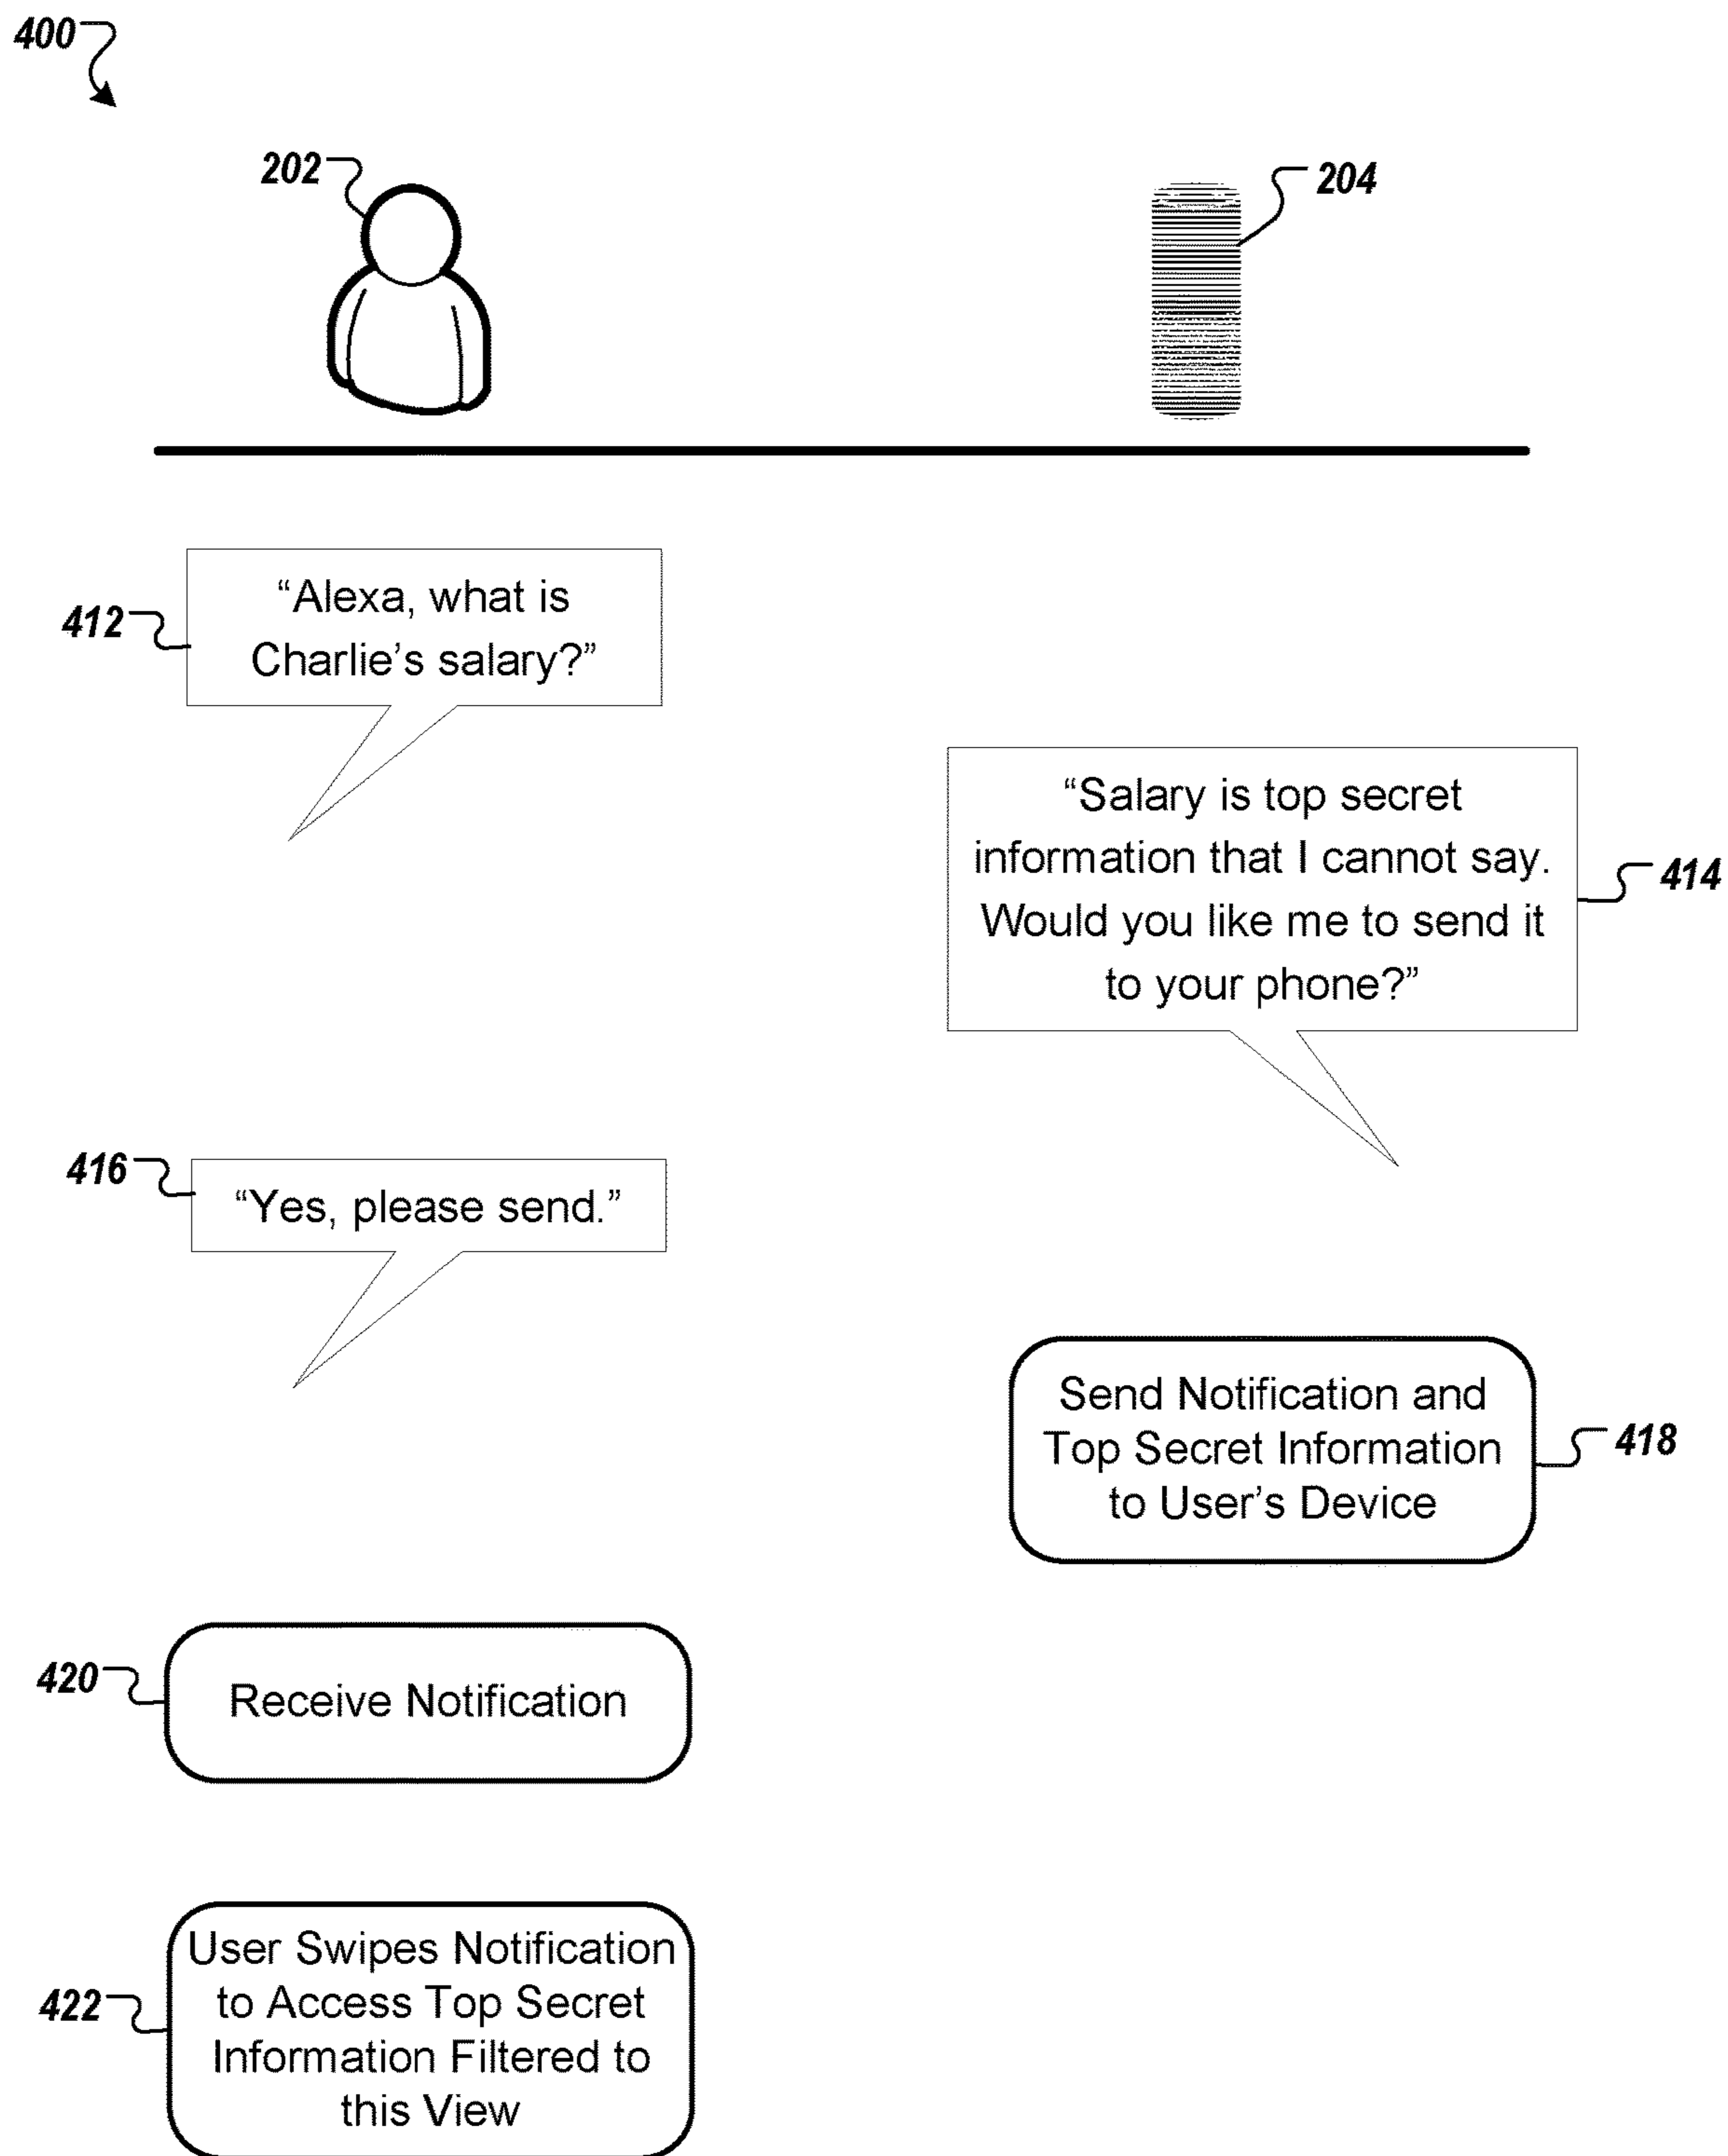 400
202
204
412
“Alexa, what is
Charlie’s salary?”
“Salary is top secret
information that I cannot say.
Would you like me to send it
to your phone?”
414
416
“Yes, please send.”
Send Notification and
Top Secret Information
to User’s Device
418
420
Receive Notification
422
User Swipes Notification
to Access Top Secret
Information Filtered to
this View